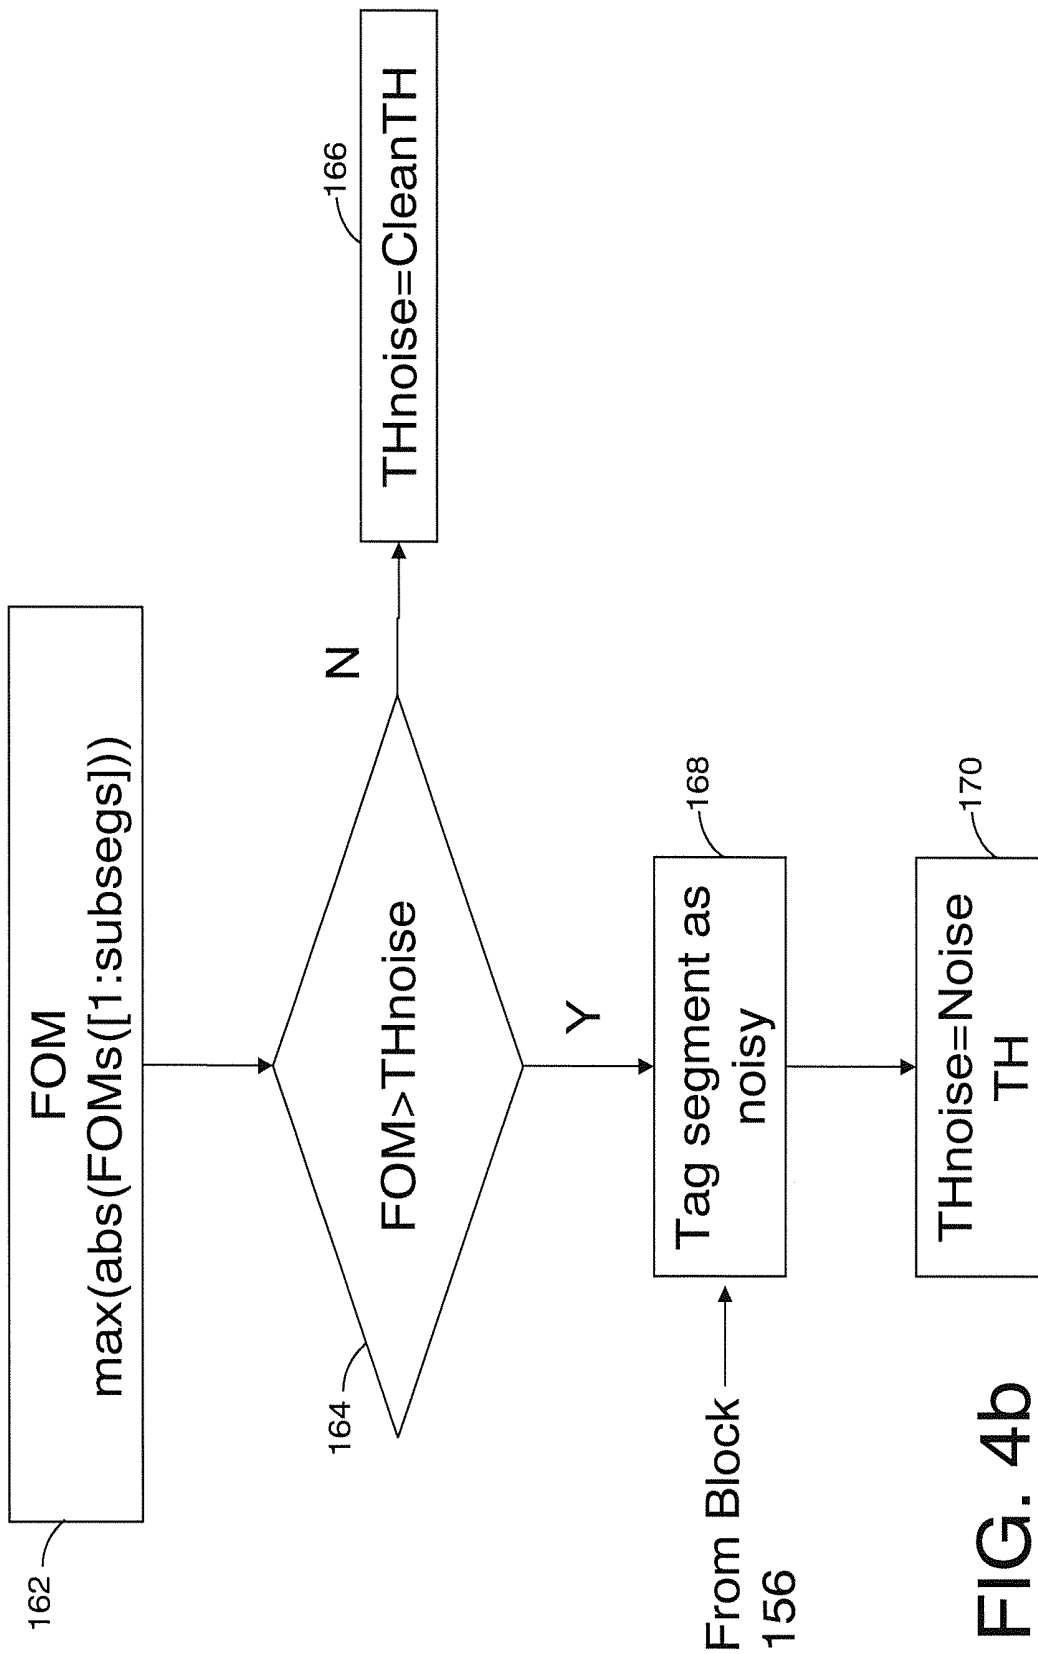 162
FOM
max(abs(FOMs([1:subsegs]))
164
FOM>THnoise
N
166
THnoise=CleanTH
Y
From Block
156
168
Tag segment as
noisy
170
THnoise=Noise
TH
FIG. 4b